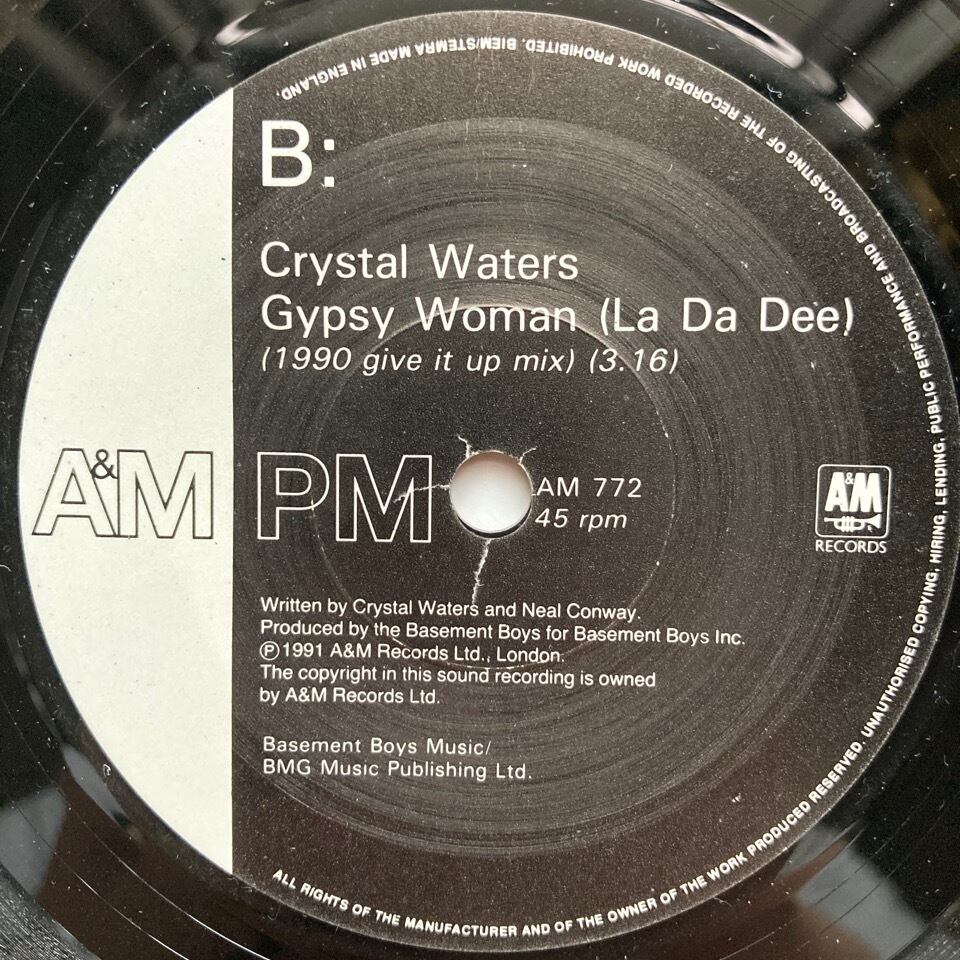 B:
Crystal Waters
Gypsy Woman (La Da Dee)
(1990 give it up mix) (3.16)
A&M PM
AM 772
45 rpm
A&M
RECORDS
Written by Crystal Waters and Neal Conway.
Produced by the Basement Boys for Basement Boys Inc.
℗1991 A&M Records Ltd., London.
The copyright in this sound recording is owned
by A&M Records Ltd.
Basement Boys Music/
BMG Music Publishing Ltd.
ALL RIGHTS OF THE MANUFACTURER AND OF THE OWNER OF THE WORK PRODUCED RESERVED. UNAUTHORISED COPYING, HIRING, LENDING, PUBLIC PERFORMANCE AND BROADCASTING OF THE RECORDED WORK PROHIBITED. BIEM/STEMRA MADE IN ENGLAND.